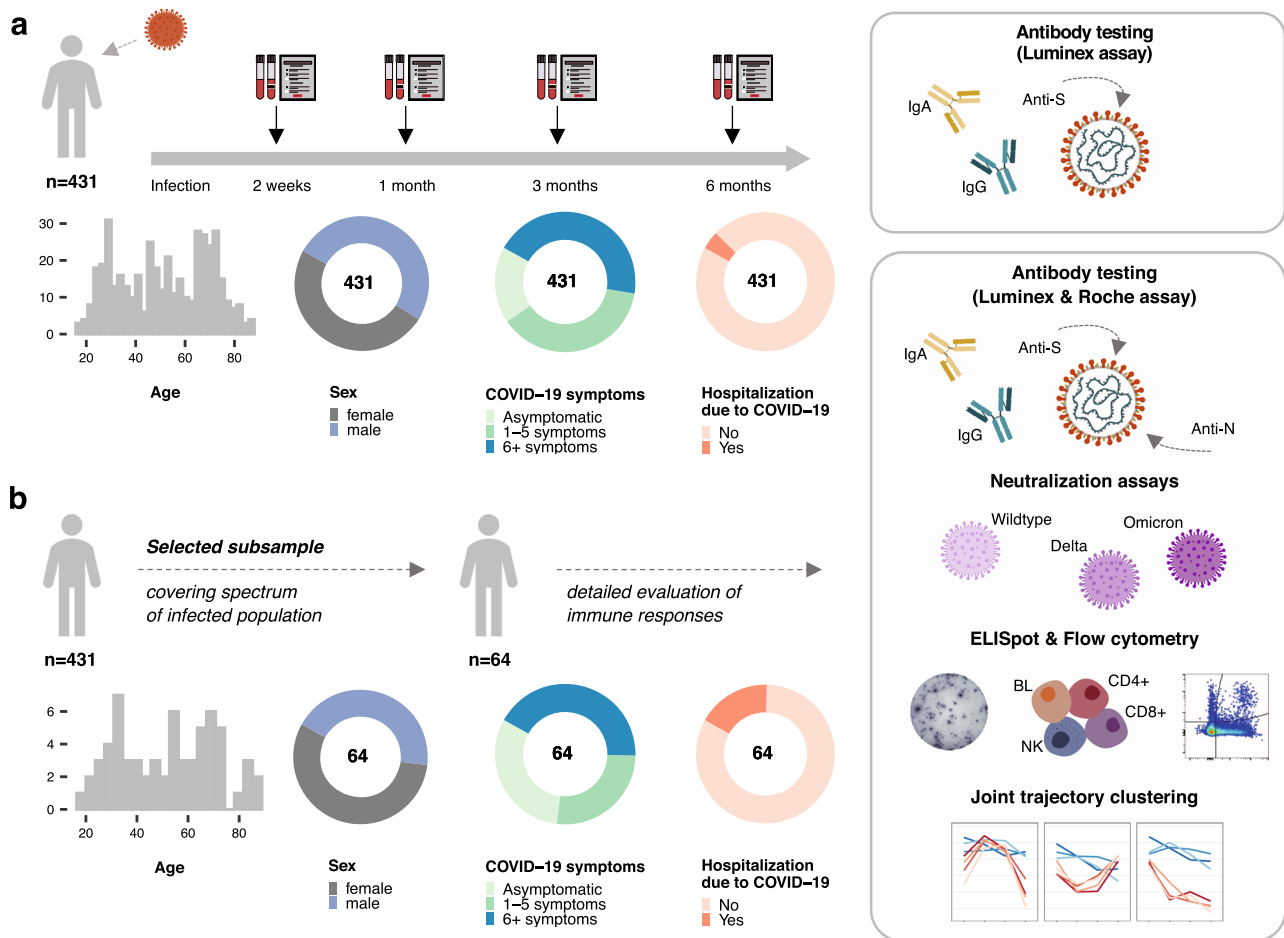 a
n=431
Infection
2 weeks
1 month
3 months
6 months
30
20
10
0
20
40
60
80
Age
431
Sex
female
male
431
COVID–19 symptoms
Asymptomatic
1–5 symptoms
6+ symptoms
431
Hospitalization
due to COVID–19
No
Yes
Antibody testing
(Luminex assay)
IgA
Anti-S
IgG
b
n=431
Selected subsample
covering spectrum
of infected population
n=64
detailed evaluation of
immune responses
6
4
2
0
20
40
60
80
Age
64
Sex
female
male
64
COVID–19 symptoms
Asymptomatic
1–5 symptoms
6+ symptoms
64
Hospitalization
due to COVID–19
No
Yes
Antibody testing
(Luminex & Roche assay)
IgA
Anti-S
IgG
Anti-N
Neutralization assays
Wildtype
Delta
Omicron
ELISpot & Flow cytometry
BL
CD4+
CD8+
NK
Joint trajectory clustering